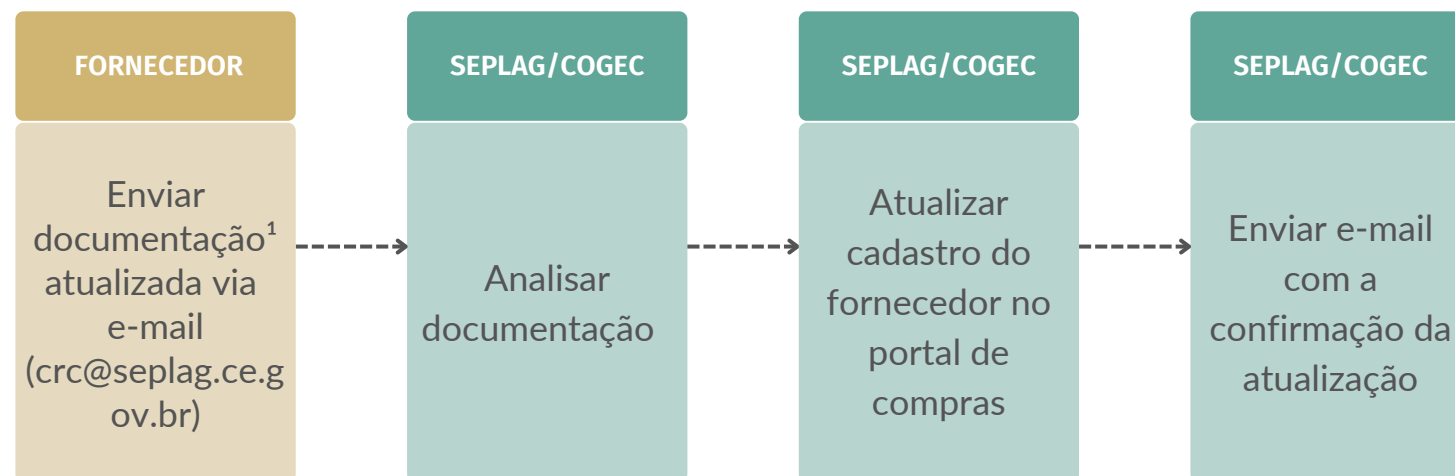 FORNECEDOR
Enviar
documentação¹
atualizada via
e-mail
(crc@seplag.ce.g
ov.br)
SEPLAG/COGEC
Analisar
documentação
SEPLAG/COGEC
Atualizar
cadastro do
fornecedor no
portal de
compras
SEPLAG/COGEC
Enviar e-mail
com a
confirmação da
atualização